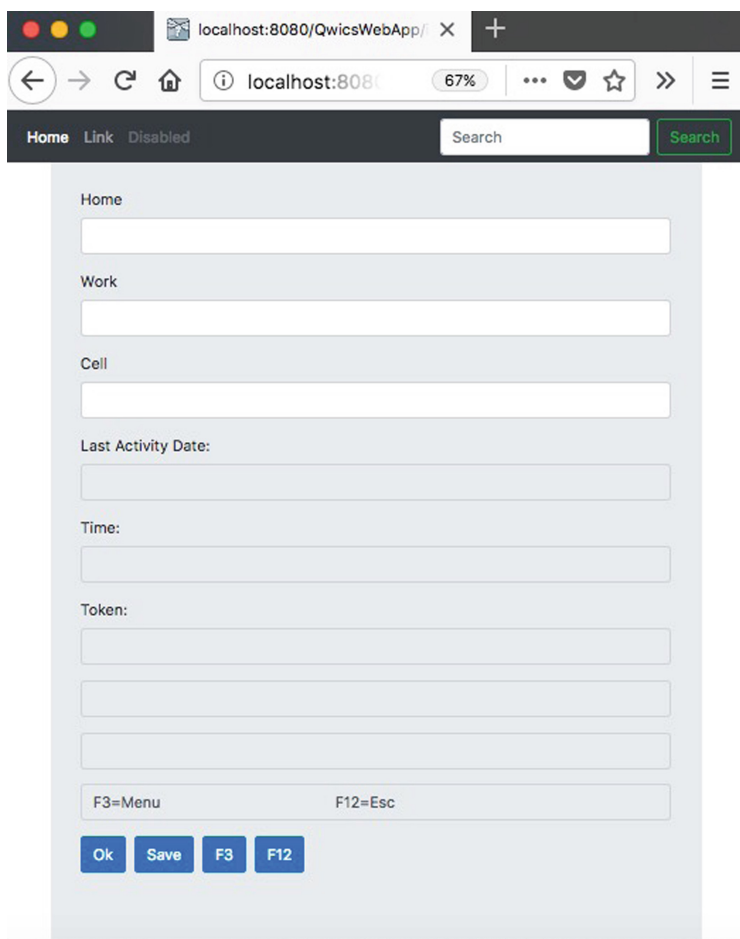 localhost:8080/QwicsWebApp/
localhost:808 67%
Home Link Disabled Search Search
Home
Work
Cell
Last Activity Date:
Time:
Token:
F3=Menu F12=Esc
Ok Save F3 F12